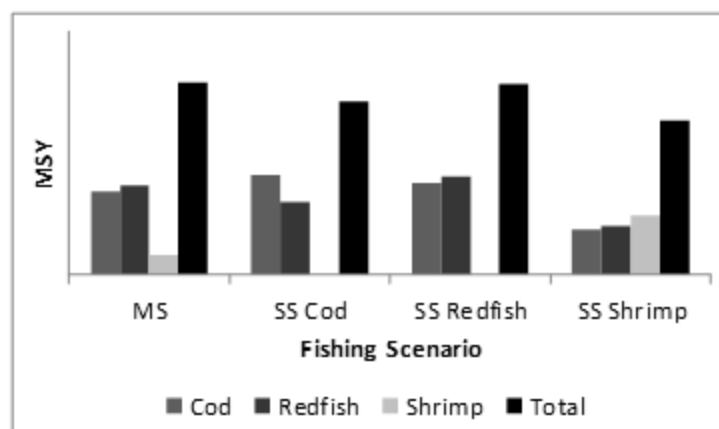 MSY
MS SS Cod SS Redfish SS Shrimp
Fishing Scenario
Cod Redfish Shrimp Total